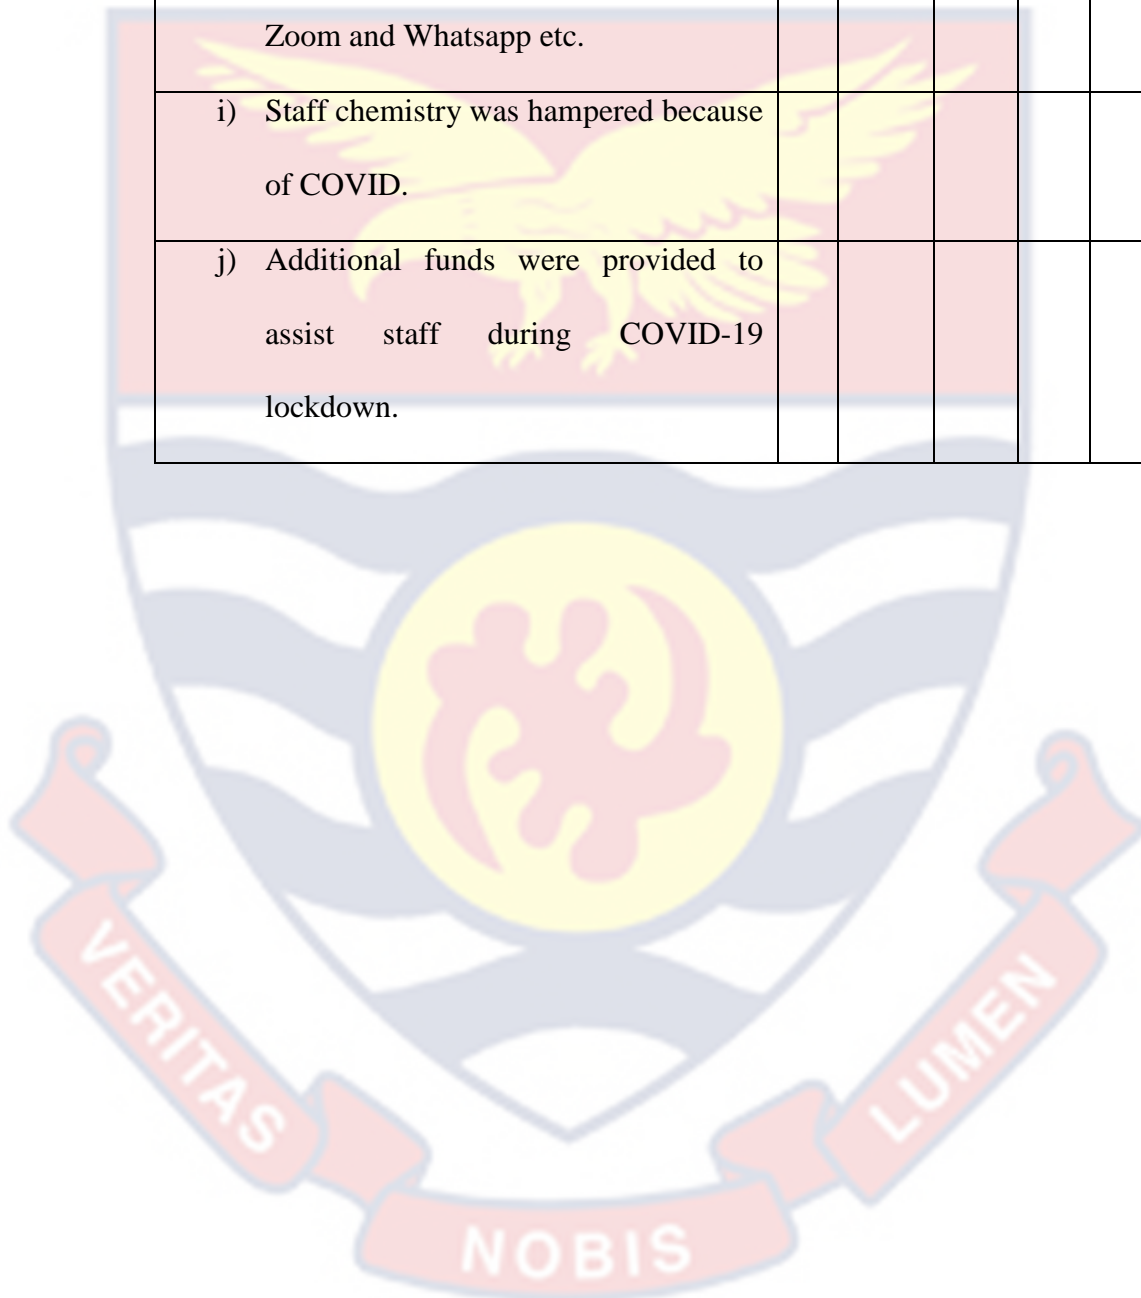 Zoom and Whatsapp etc.
i) Staff chemistry was hampered because
of COVID.
j) Additional funds were provided to
assist staff during COVID-19
lockdown.
VERITAS
NOBIS
LUMEN